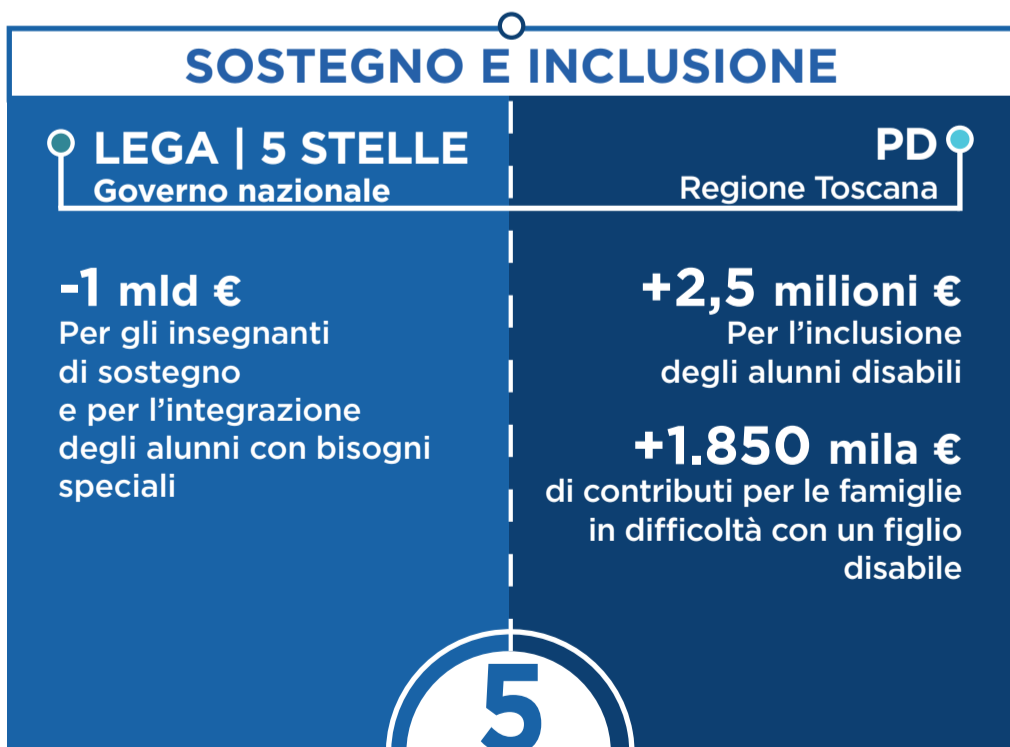 SOSTEGNO E INCLUSIONE
LEGA | 5 STELLE
Governo nazionale
-1 mld €
Per gli insegnanti
di sostegno
e per l'integrazione
degli alunni con bisogni
speciali
PD
Regione Toscana
+2,5 milioni €
Per l'inclusione
degli alunni disabili
+1.850 mila €
di contributi per le famiglie
in difficoltà con un figlio
disabile
5